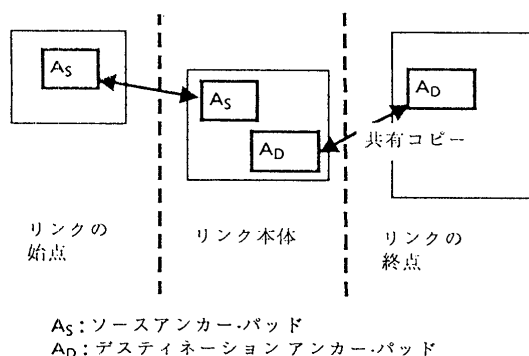 AS
AS
AD
AD
共有コピー
リンクの
始点
リンク本体
リンクの
終点
AS:ソースアンカー・パッド
AD:デスティネーション アンカー・パッド